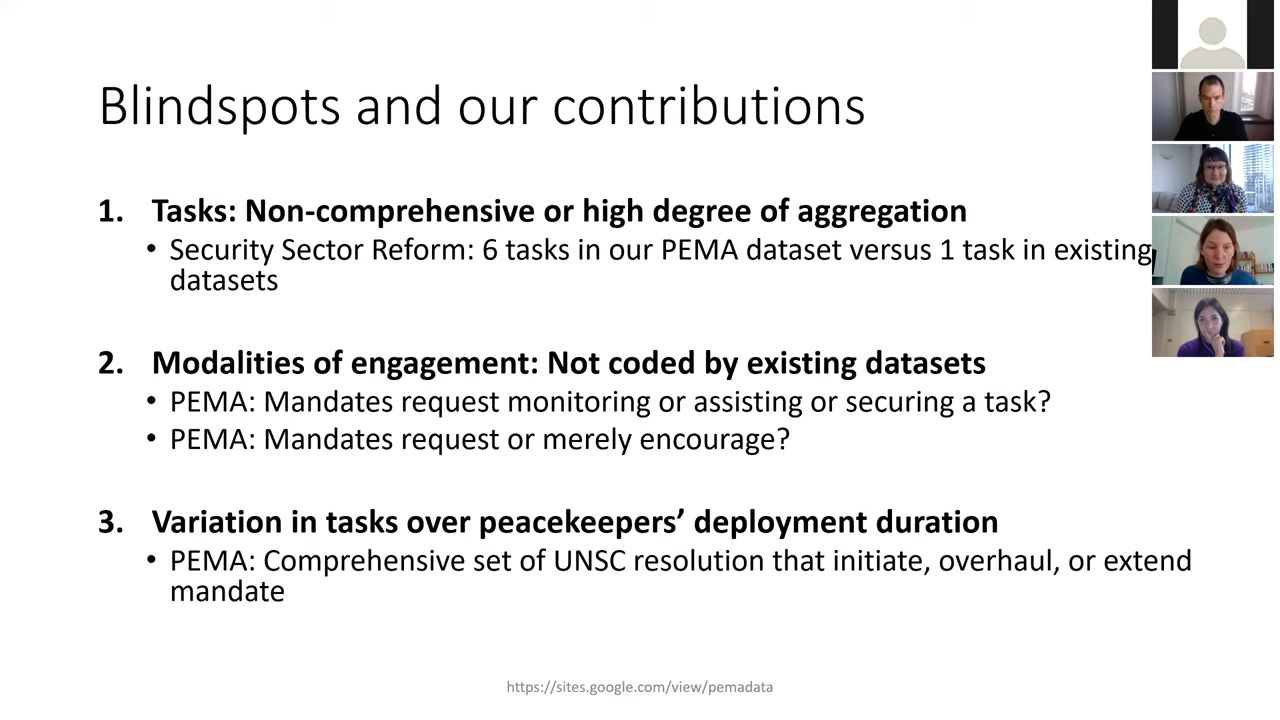 Blindspots and our contributions
1. Tasks: Non-comprehensive or high degree of aggregation
• Security Sector Reform: 6 tasks in our PEMA dataset versus 1 task in existing
datasets
2. Modalities of engagement: Not coded by existing datasets
• PEMA: Mandates request monitoring or assisting or securing a task?
• PEMA: Mandates request or merely encourage?
3. Variation in tasks over peacekeepers’ deployment duration
• PEMA: Comprehensive set of UNSC resolution that initiate, overhaul, or extend
mandate
https://sites.google.com/view/pemadata